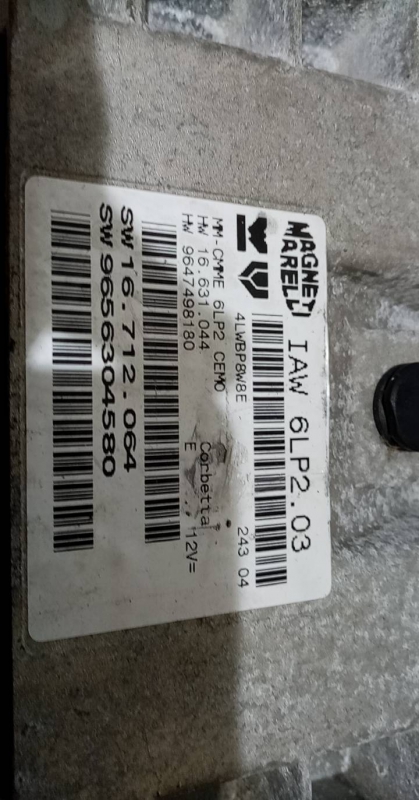 MAGNETI MARELLI IAW 6LP2.03
4LWBP8W8E 243 04
MM-CMME 6LP2 CEMO
HW 16.631.044 Corbetta
HW 9647498180 E 12V=
SW 16.712.064
SW 9656304580